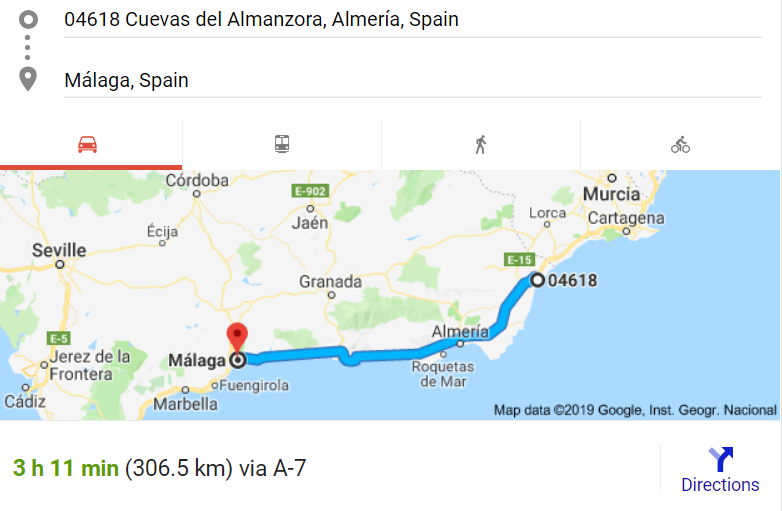 04618 Cuevas del Almanzora, Almería, Spain
Málaga, Spain
Córdoba
E-902
Murcia
Jaén
Lorca
Cartagena
Écija
Seville
E-15
Granada
04618
E-5
Almería
Jerez de la
Frontera
Málaga
Roquetas
de Mar
Fuengirola
Cádiz
Marbella
Map data ©2019 Google, Inst. Geogr. Nacional
3 h 11 min (306.5 km) via A-7
Directions